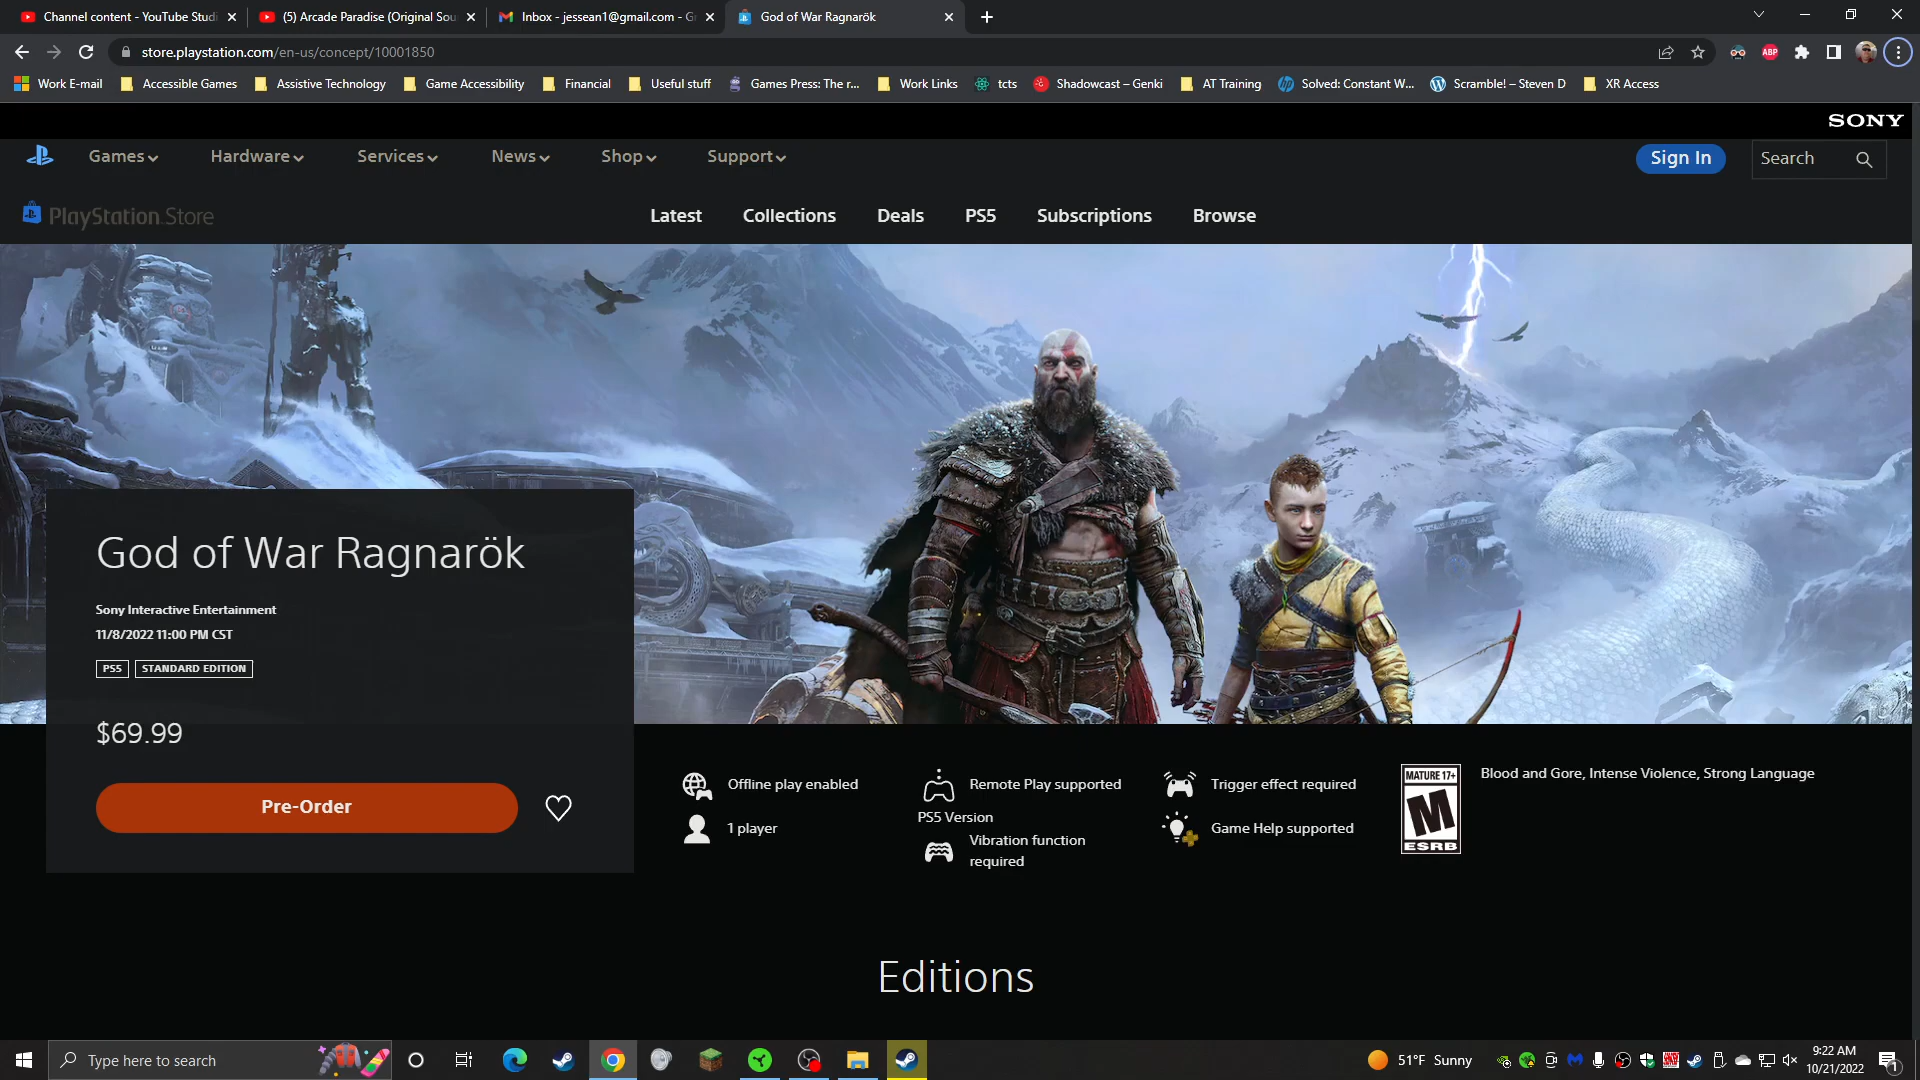 Channel content - YouTube Studi
(5) Arcade Paradise (Original Sou
Inbox - jessean1@gmail.com - G
God of War Ragnarök
store.playstation.com/en-us/concept/10001850
ABP
Work E-mail
Accessible Games
Assistive Technology
Game Accessibility
Financial
Useful stuff
Games Press: The r...
Work Links
tcts
Shadowcast – Genki
AT Training
Solved: Constant W...
Scramble! – Steven D
XR Access
SONY
Games
Hardware
Services
News
Shop
Support
Sign In
Search
PlayStation Store
Latest
Collections
Deals
PS5
Subscriptions
Browse
God of War Ragnarök
Sony Interactive Entertainment
11/8/2022 11:00 PM CST
PS5
STANDARD EDITION
$69.99
Pre-Order
Offline play enabled
1 player
Remote Play supported
PS5 Version
Vibration function
required
Trigger effect required
Game Help supported
MATURE 17+
M
ESRB
Blood and Gore, Intense Violence, Strong Language
Editions
Type here to search
51°F Sunny
9:22 AM
10/21/2022
1